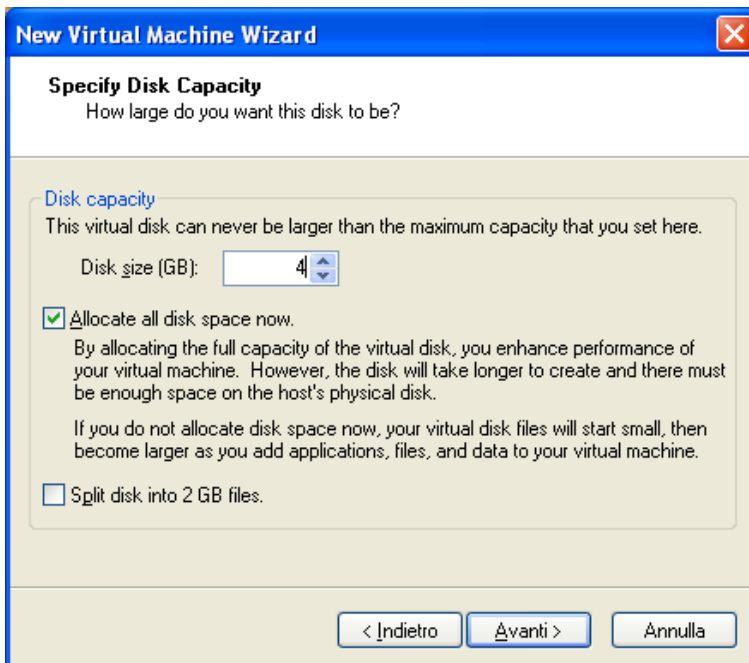 New Virtual Machine Wizard
Specify Disk Capacity
How large do you want this disk to be?
Disk capacity
This virtual disk can never be larger than the maximum capacity that you set here.
Disk size (GB): 4
Allocate all disk space now.
By allocating the full capacity of the virtual disk, you enhance performance of
your virtual machine. However, the disk will take longer to create and there must
be enough space on the host's physical disk.
If you do not allocate disk space now, your virtual disk files will start small, then
become larger as you add applications, files, and data to your virtual machine.
Split disk into 2 GB files.
< Indietro Avanti > Annulla